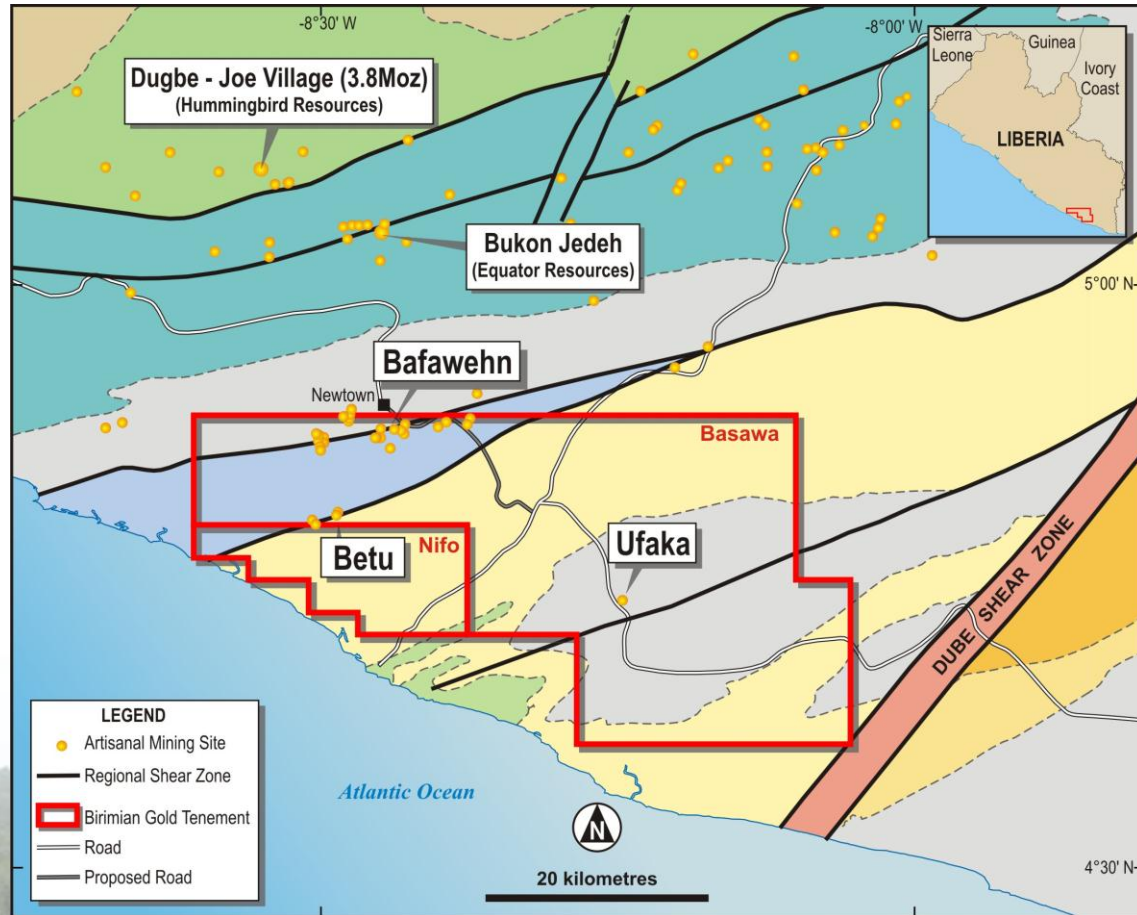 -8°30' W
-8°00' W
Sierra
Leone
Guinea
Ivory
Coast
LIBERIA
Dugbe - Joe Village (3.8Moz)
(Hummingbird Resources)
Bukon Jedeh
(Equator Resources)
5°00' N
Bafawehn
Newtown
Basawa
Nifo
Betu
Ufaka
DUBE SHEAR ZONE
LEGEND
Artisanal Mining Site
Regional Shear Zone
Birimian Gold Tenement
Road
Proposed Road
Atlantic Ocean
N
20 kilometres
4°30' N